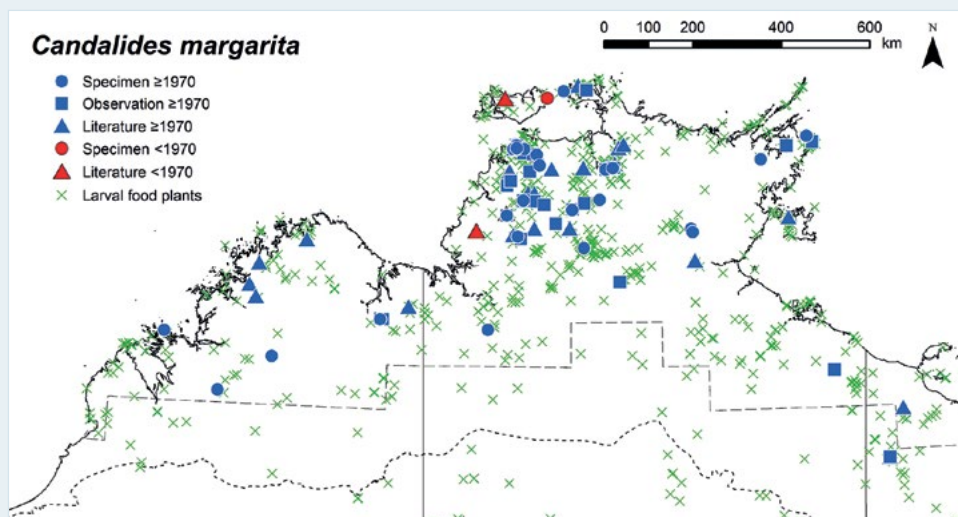 Candalides margarita
Specimen ≥1970
Observation ≥1970
Literature ≥1970
Specimen <1970
Literature <1970
Larval food plants
0 100 200 400 600
km
N